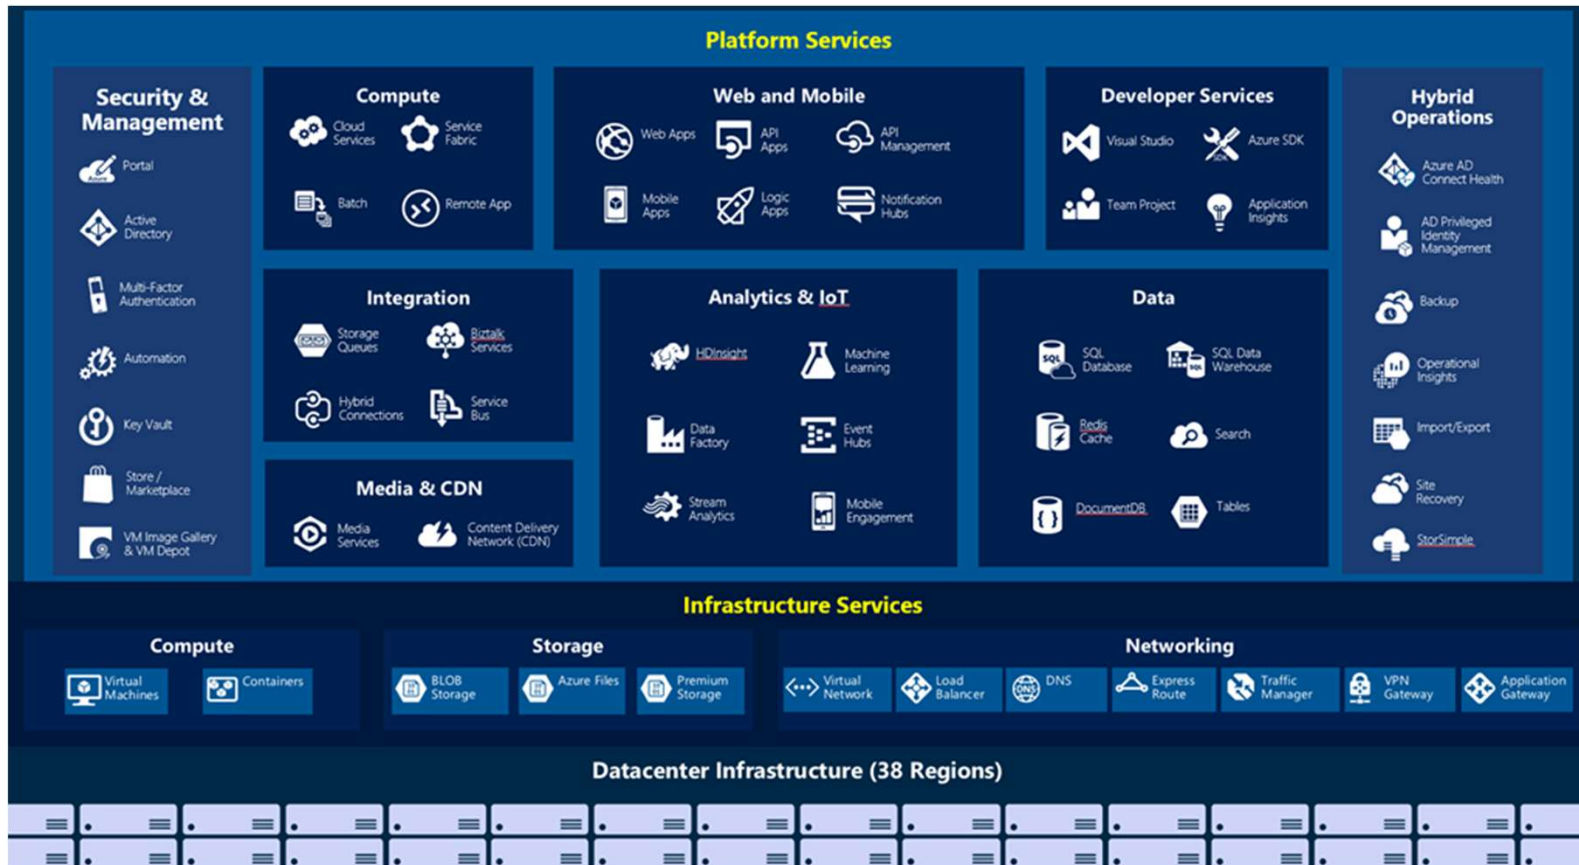 Platform Services
Security &
Management
Portal
Azure
Active
Directory
Multi-Factor
Authentication
Automation
Key Vault
Store /
Marketplace
VM Image Gallery
& VM Depot
Compute
Cloud
Services
Service
Fabric
Batch
Remote App
Web and Mobile
Web Apps
API
Apps
API
Management
Mobile
Apps
Logic
Apps
Notification
Hubs
Developer Services
Visual Studio
SDK
Azure SDK
Team Project
Application
Insights
Hybrid
Operations
Azure AD
Connect Health
AD Privileged
Identity
Management
Backup
Operational
Insights
Import/Export
Site
Recovery
StorSimple
Integration
Storage
Queues
Biztalk
Services
Hybrid
Connections
Service
Bus
Analytics & IoT
HDInsight
Machine
Learning
Data
Factory
Event
Hubs
Stream
Analytics
Mobile
Engagement
Data
SQL
SQL
Database
SQL
SQL Data
Warehouse
Redis
Cache
Search
DocumentDB
Tables
Media & CDN
Media
Services
Content Delivery
Network (CDN)
Infrastructure Services
Compute
Virtual
Machines
Containers
Storage
BLOB
Storage
Azure Files
Premium
Storage
Networking
Virtual
Network
Load
Balancer
DNS
DNS
Express
Route
Traffic
Manager
VPN
Gateway
Application
Gateway
Datacenter Infrastructure (38 Regions)